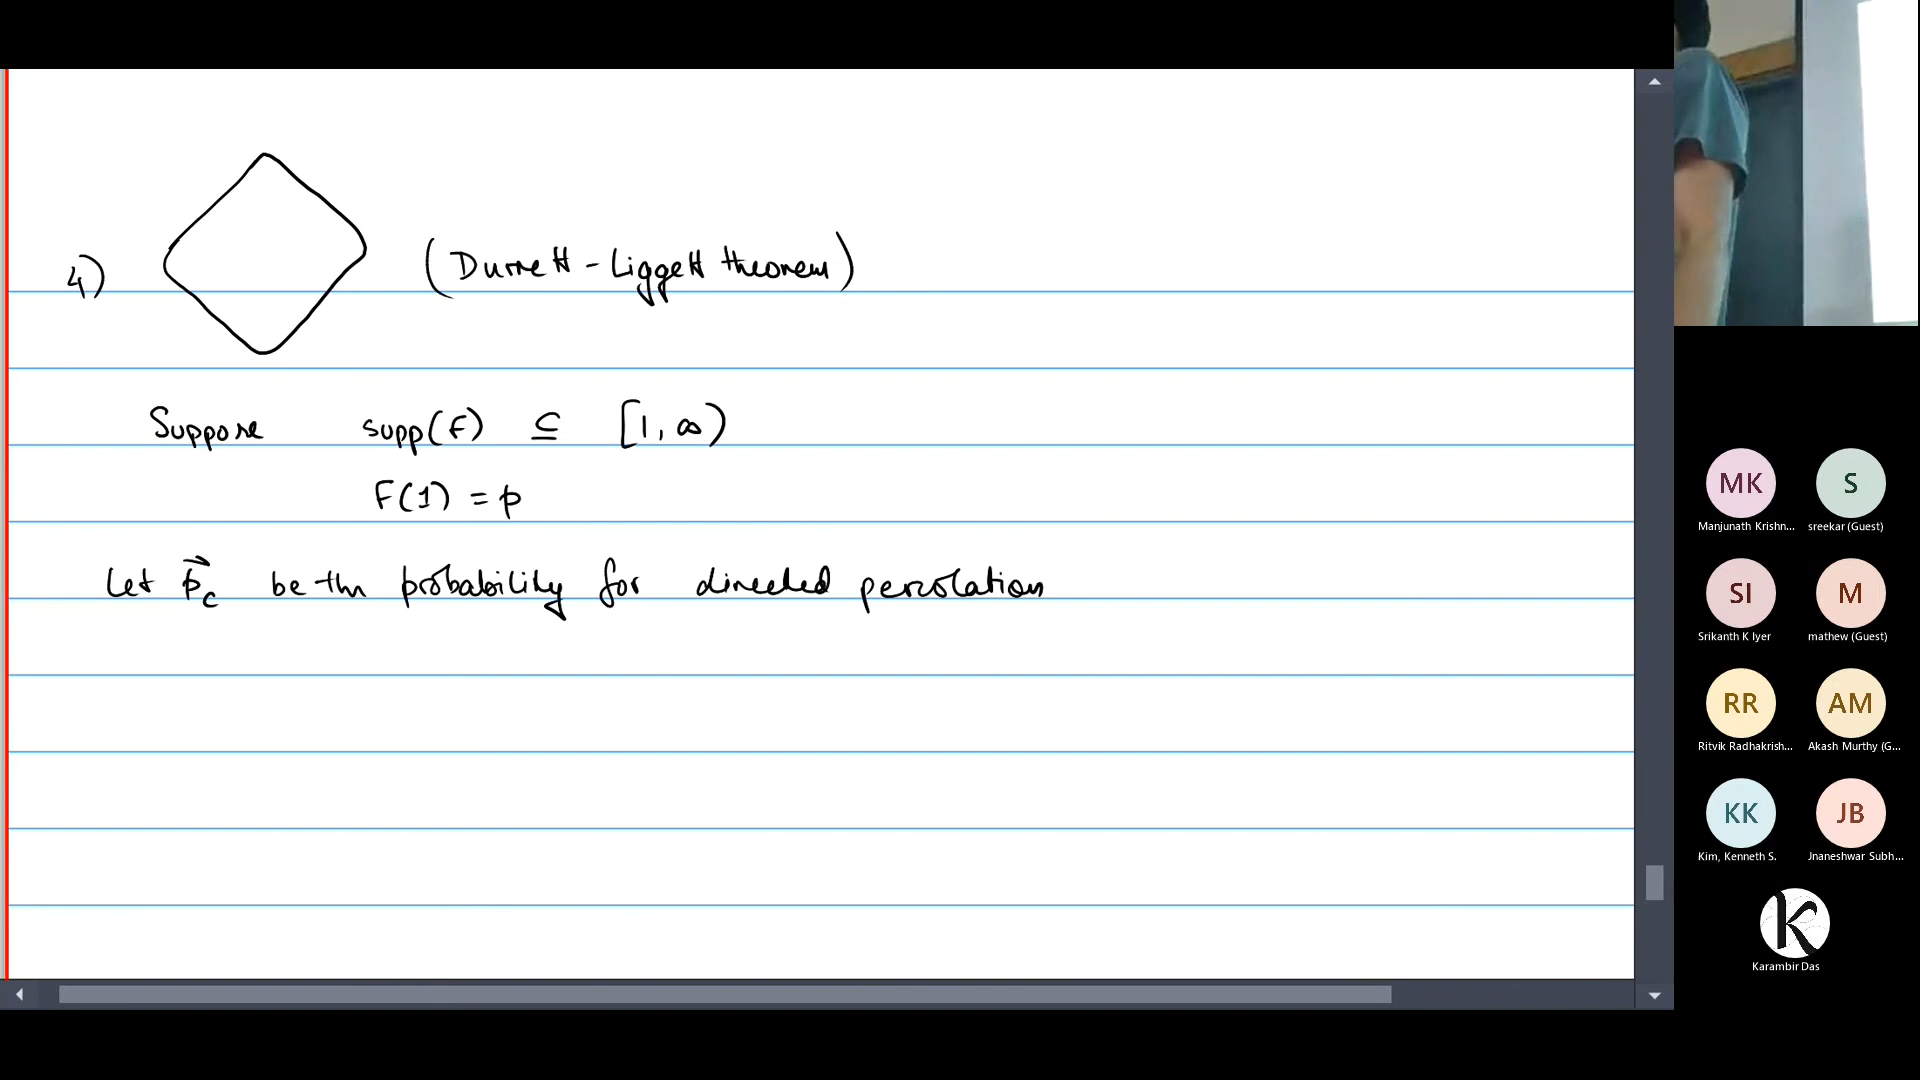 4) (Durrett-Liggett theorem)
Suppose supp(F) ⊆ [1, ∞)
F(1) = p
Let p⃗c be the probability for directed percolation
MK S
Manjunath Krishn... sreekar (Guest)
SI M
Srikanth K Iyer mathew (Guest)
RR AM
Ritvik Radhakrish... Akash Murthy (G...
KK JB
Kim, Kenneth S. Jnaneshwar Subh...
K
Karambir Das